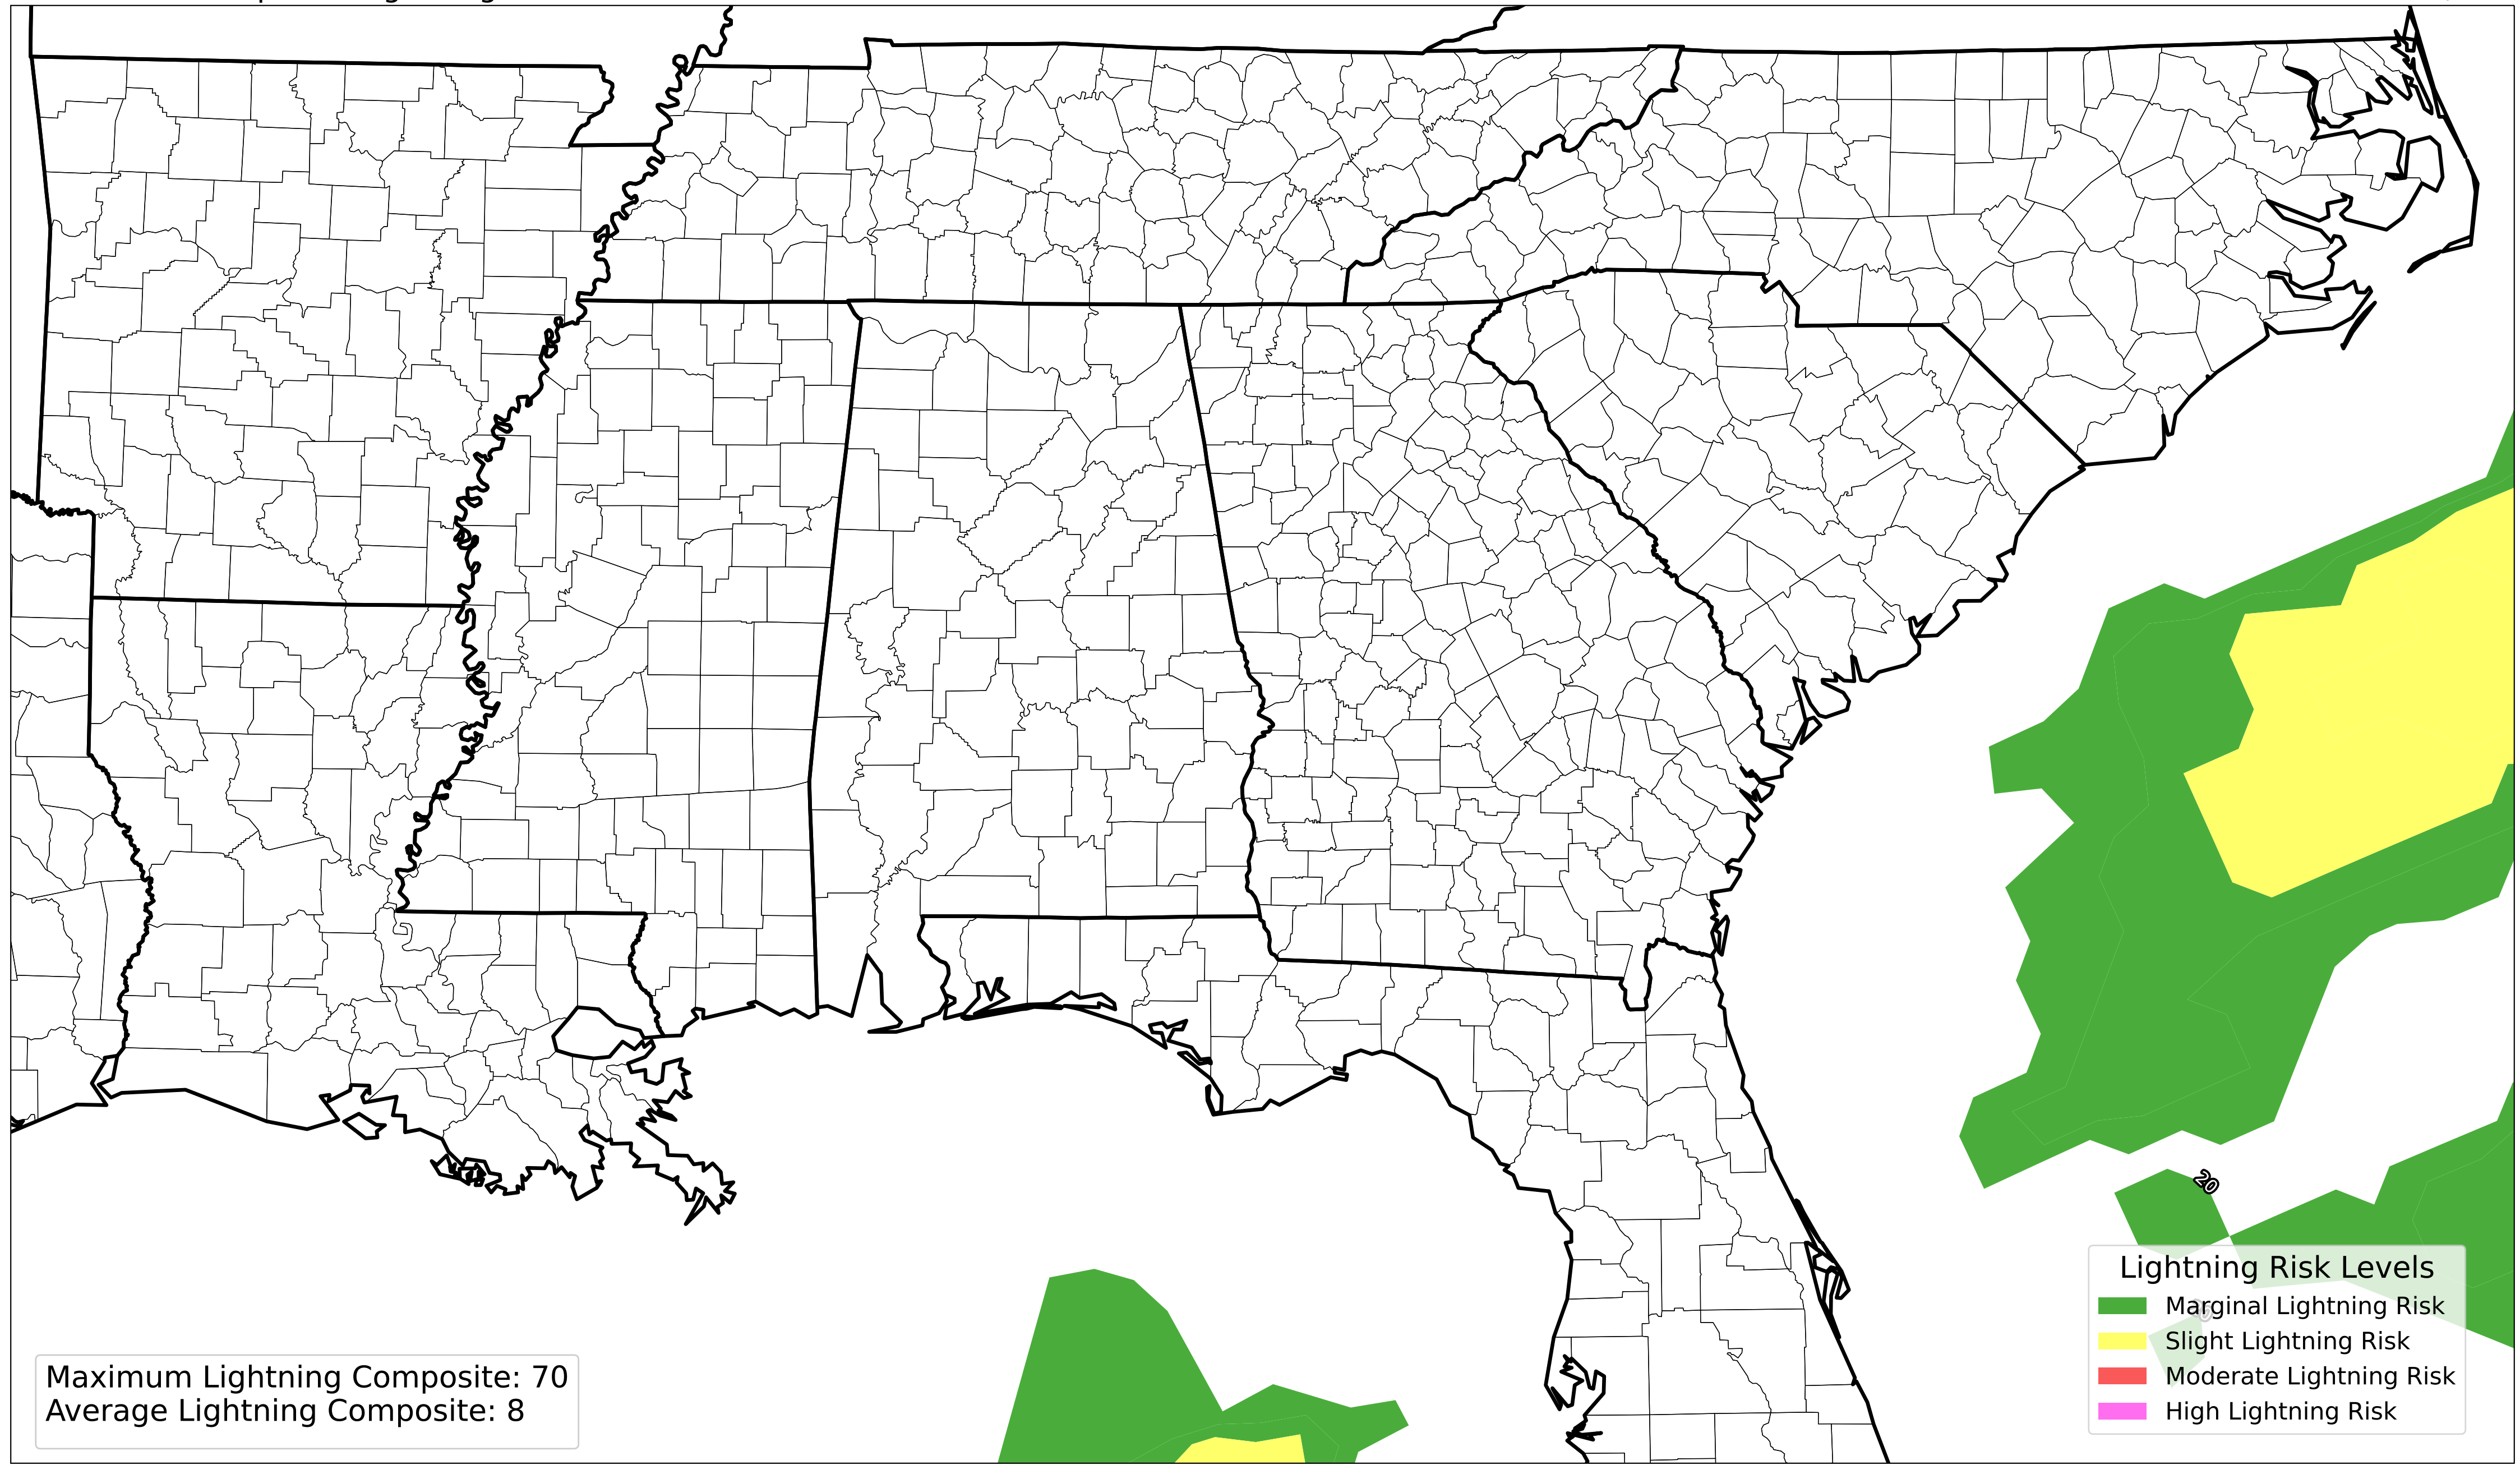 20
Lightning Risk Levels
Marginal Lightning Risk
Slight Lightning Risk
Moderate Lightning Risk
High Lightning Risk
Maximum Lightning Composite: 70
Average Lightning Composite: 8